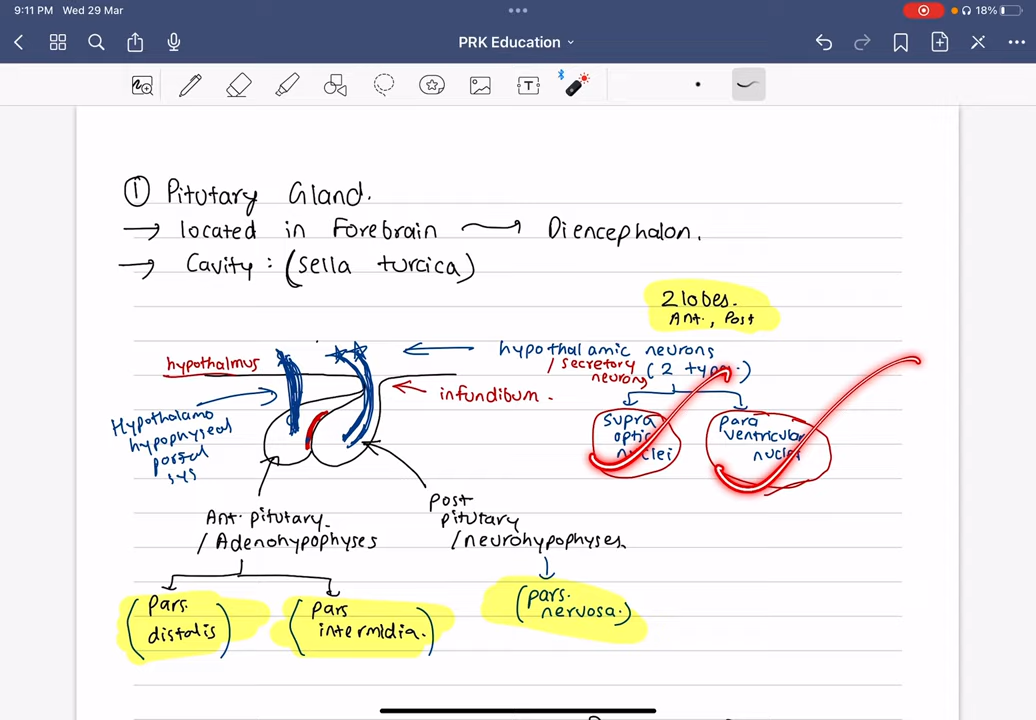 9:11 PM Wed 29 Mar
18%
PRK Education
① Pitutary Gland.
→ located in Forebrain → Diencephalon.
→ Cavity: (sella turcica)
2 lobes.
Ant., Post
hypothalmus
hypothalamic neurons
/ secretory neurons (2 types)
infundibum.
Hypothalamo
hypophyseal
portal
sys
supra
optic
nuclei
para
ventricular
nuclei
Ant. pitutary.
/ Adenohypophyses
Post
pitutary
/neurohypophyses.
(pars.
distalis)
(pars
intermidia.)
(pars.
nervosa.)